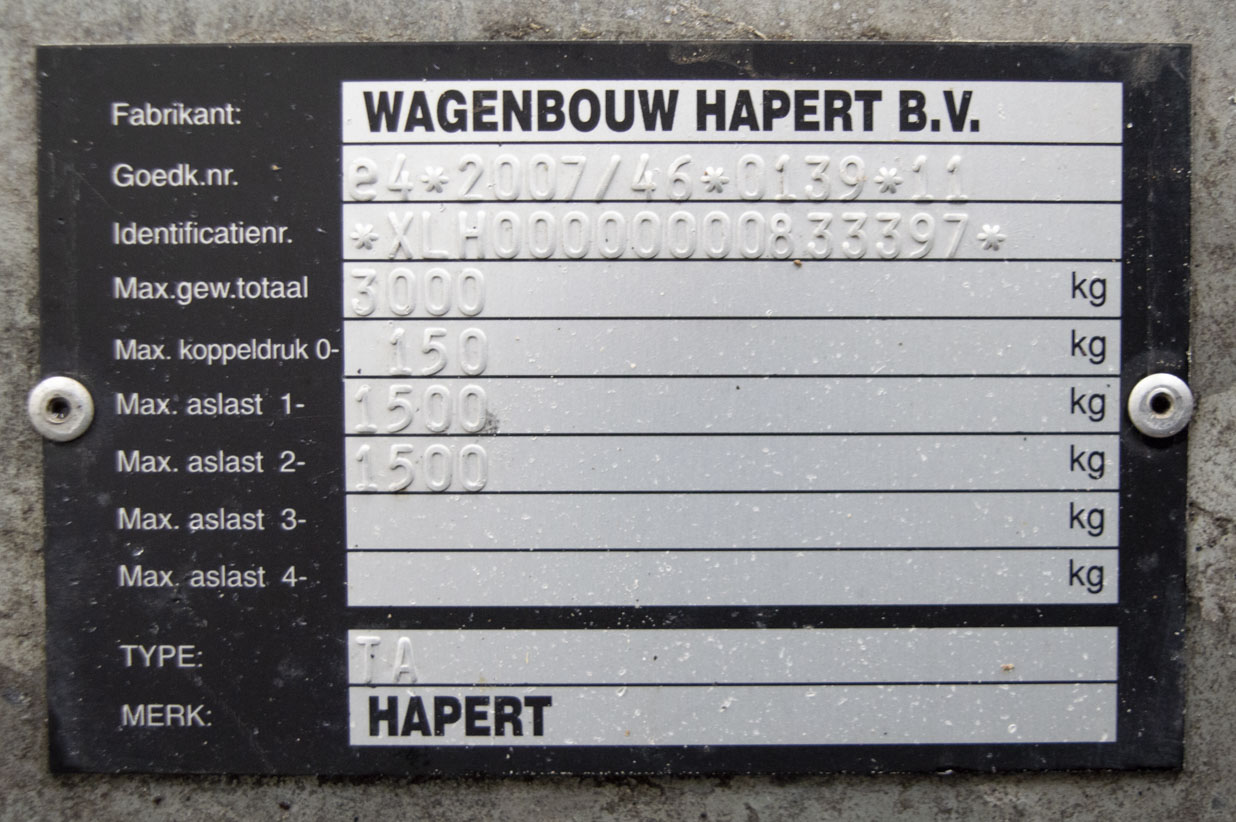 Fabrikant: WAGENBOUW HAPERT B.V.
Goedk.nr. e4*2007/46*0139*11
Identificatienr. *XLH00000000833397*
Max.gew.totaal 3000 kg
Max. koppeldruk 0- 150 kg
Max. aslast 1- 1500 kg
Max. aslast 2- 1500 kg
Max. aslast 3- kg
Max. aslast 4- kg
TYPE: TA
MERK: HAPERT